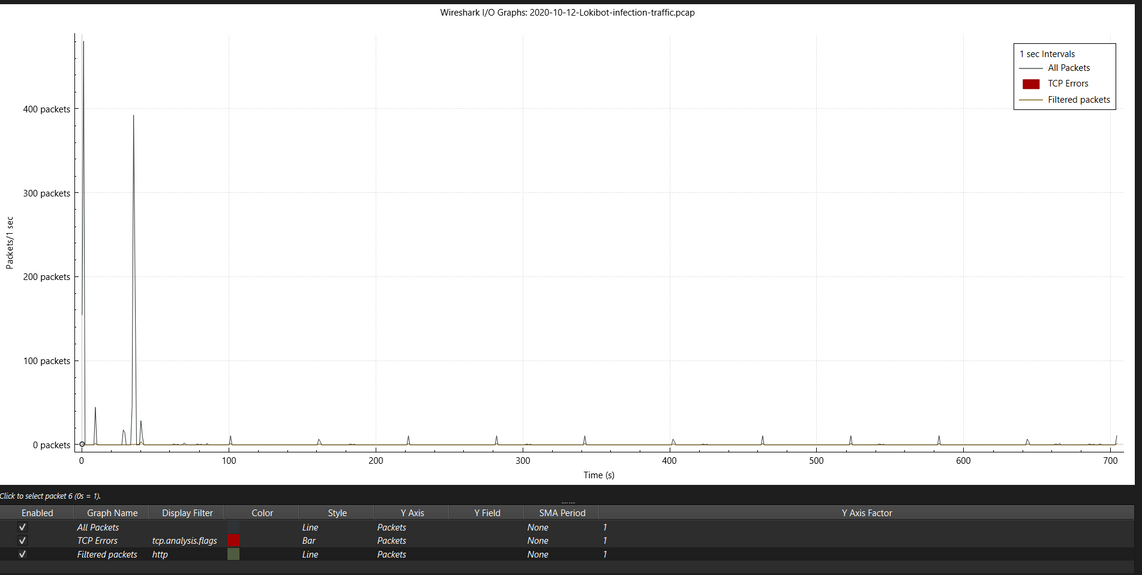 Wireshark I/O Graphs: 2020-10-12-Lokibot-infection-traffic.pcap
1 sec Intervals
All Packets
TCP Errors
Filtered packets
400 packets
300 packets
200 packets
100 packets
0 packets
Packets/1 sec
0 100 200 300 400 500 600 700
Time (s)
Click to select packet 6 (0s = 1).
Enabled Graph Name Display Filter Color Style Y Axis Y Field SMA Period Y Axis Factor
All Packets Line Packets None 1
TCP Errors tcp.analysis.flags Bar Packets None 1
Filtered packets http Line Packets None 1